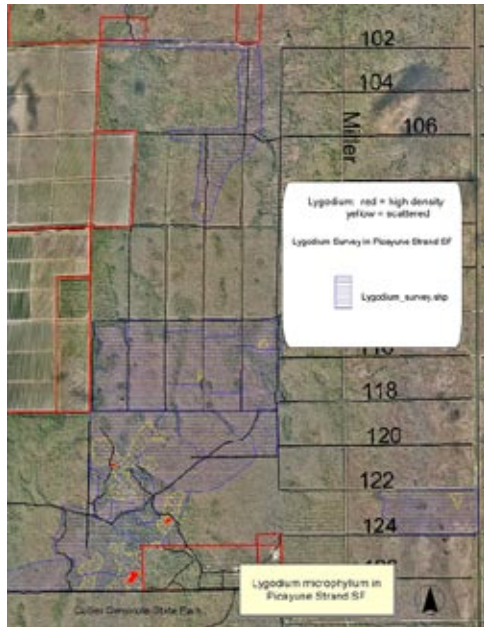 102
104
106
Miller
Lygodium: red = high density
yellow = scattered
Lygodium Survey in Picayune Strand SF
Lygodium_survey.shp
118
120
122
124
Lygodium microphyllum in
Picayune Strand SF
Collier Seminole State Park